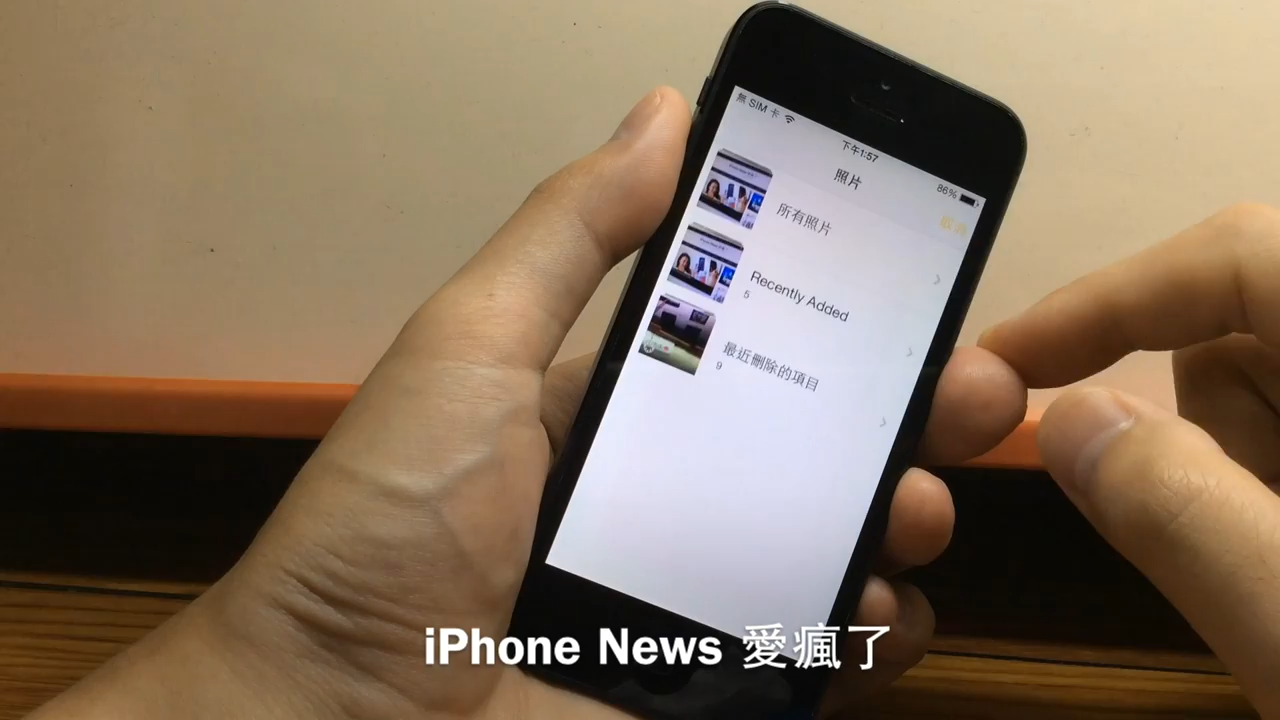 無 SIM 卡
下午1:57
86%
照片
取消
所有照片
Recently Added
5
最近刪除的項目
9
iPhone News 愛瘋了